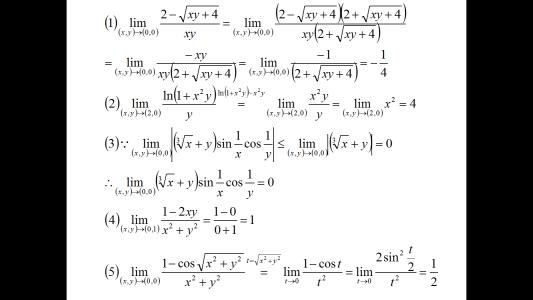 (1) lim_{(x,y)→(0,0)} (2−√(xy+4))/(xy) = lim_{(x,y)→(0,0)} ((2−√(xy+4))(2+√(xy+4)))/(xy(2+√(xy+4)))
= lim_{(x,y)→(0,0)} (−xy)/(xy(2+√(xy+4))) = lim_{(x,y)→(0,0)} (−1)/((2+√(xy+4))) = −1/4
(2) lim_{(x,y)→(2,0)} ln(1+x²y)/y =^{ln(1+x²y)~x²y} lim_{(x,y)→(2,0)} x²y/y = lim_{(x,y)→(2,0)} x² = 4
(3) ∵ lim_{(x,y)→(0,0)} |(∛x+y)sin 1/x cos 1/y| ≤ lim_{(x,y)→(0,0)} |(∛x+y)| = 0
∴ lim_{(x,y)→(0,0)} (∛x+y)sin 1/x cos 1/y = 0
(4) lim_{(x,y)→(0,1)} (1−2xy)/(x²+y²) = (1−0)/(0+1) = 1
(5) lim_{(x,y)→(0,0)} (1−cos√(x²+y²))/(x²+y²) =^{t=√(x²+y²)} lim_{t→0} (1−cos t)/t² = lim_{t→0} (2sin² t/2)/t² = 1/2